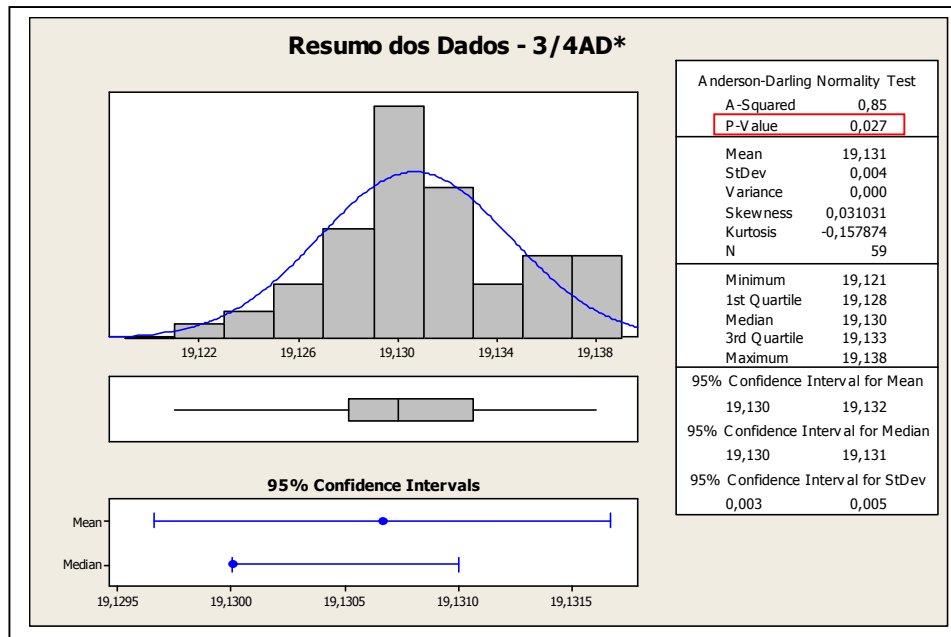 Resumo dos Dados - 3/4AD*
19,122 19,126 19,130 19,134 19,138
95% Confidence Intervals
Mean
Median
19,1295 19,1300 19,1305 19,1310 19,1315
Anderson-Darling Normality Test
A-Squared 0,85
P-Value 0,027
Mean 19,131
StDev 0,004
Variance 0,000
Skewness 0,031031
Kurtosis -0,157874
N 59
Minimum 19,121
1st Quartile 19,128
Median 19,130
3rd Quartile 19,133
Maximum 19,138
95% Confidence Interval for Mean
19,130 19,132
95% Confidence Interval for Median
19,130 19,131
95% Confidence Interval for StDev
0,003 0,005